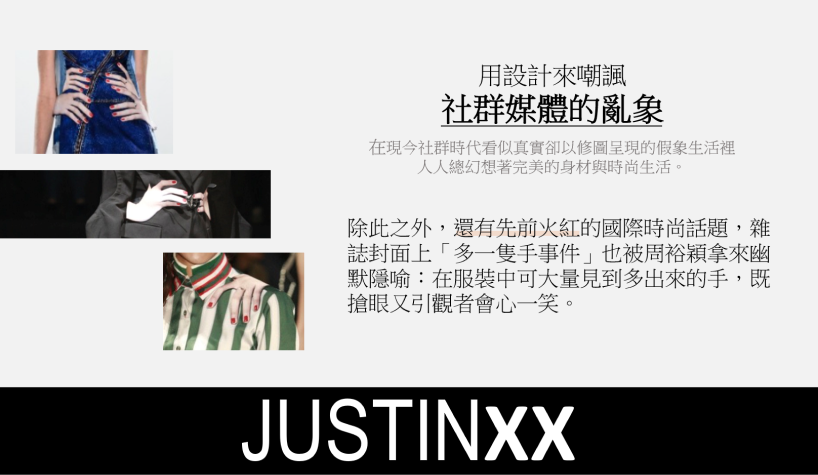 用設計來嘲諷
社群媒體的亂象
在現今社群時代看似真實卻以修圖呈現的假象生活裡
人人總幻想著完美的身材與時尚生活。
除此之外，還有先前火紅的國際時尚話題，雜
誌封面上「多一隻手事件」也被周裕穎拿來幽
默隱喻：在服裝中可大量見到多出來的手，既
搶眼又引觀者會心一笑。
JUSTINXX